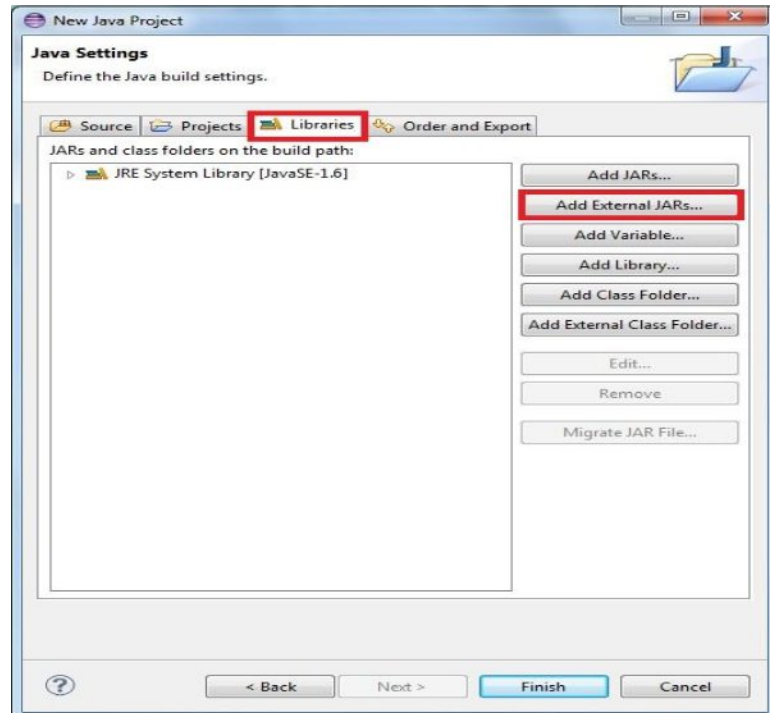 New Java Project
Java Settings
Define the Java build settings.
Source Projects Libraries Order and Export
JARs and class folders on the build path:
JRE System Library [JavaSE-1.6]
Add JARs...
Add External JARs...
Add Variable...
Add Library...
Add Class Folder...
Add External Class Folder...
Edit...
Remove
Migrate JAR File...
< Back Next > Finish Cancel